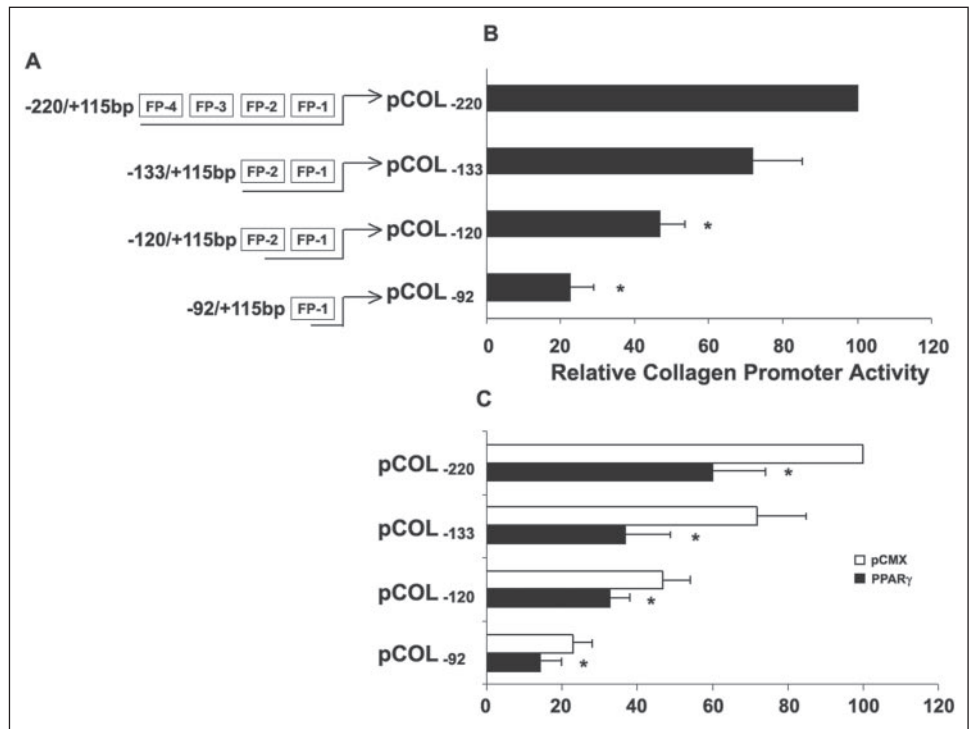 A
-220/+115bp FP-4 FP-3 FP-2 FP-1
-133/+115bp FP-2 FP-1
-120/+115bp FP-2 FP-1
-92/+115bp FP-1
B
pCOL -220
pCOL -133
pCOL -120 *
pCOL -92 *
0 20 40 60 80 100 120
Relative Collagen Promoter Activity
C
pCOL -220 *
pCOL -133 *
pCOL -120 *
pCOL -92 *
pCMX
PPARγ
0 20 40 60 80 100 120